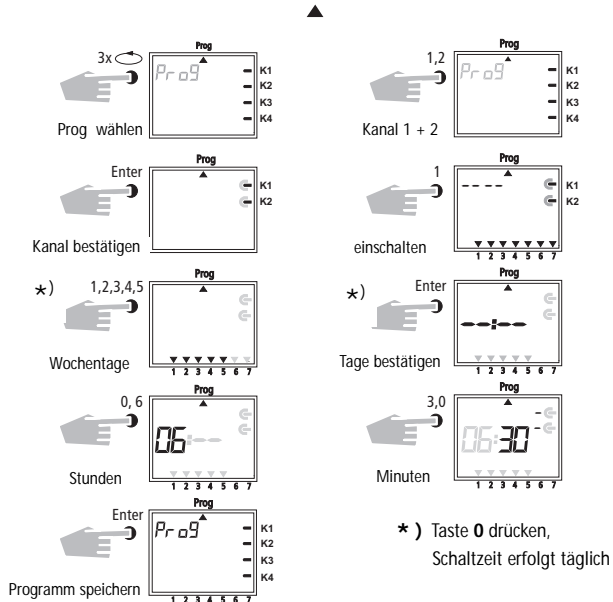 Prog
3x
Prog
K1
K2
K3
K4
Prog wählen
Prog
1,2
Prog
K1
K2
K3
K4
Kanal 1 + 2
Prog
Enter
K1
K2
Kanal bestätigen
Prog
1
----
K1
K2
1 2 3 4 5 6 7
einschalten
*) 1,2,3,4,5
Prog
1 2 3 4 5 6 7
Wochentage
*) Enter
Prog
--:--
1 2 3 4 5 6 7
Tage bestätigen
0, 6
Prog
06:--
1 2 3 4 5 6 7
Stunden
3,0
Prog
06:30
1 2 3 4 5 6 7
Minuten
Enter
Prog
Prog
K1
K2
K3
K4
1 2 3 4 5 6 7
Programm speichern
*) Taste 0 drücken,
Schaltzeit erfolgt täglich